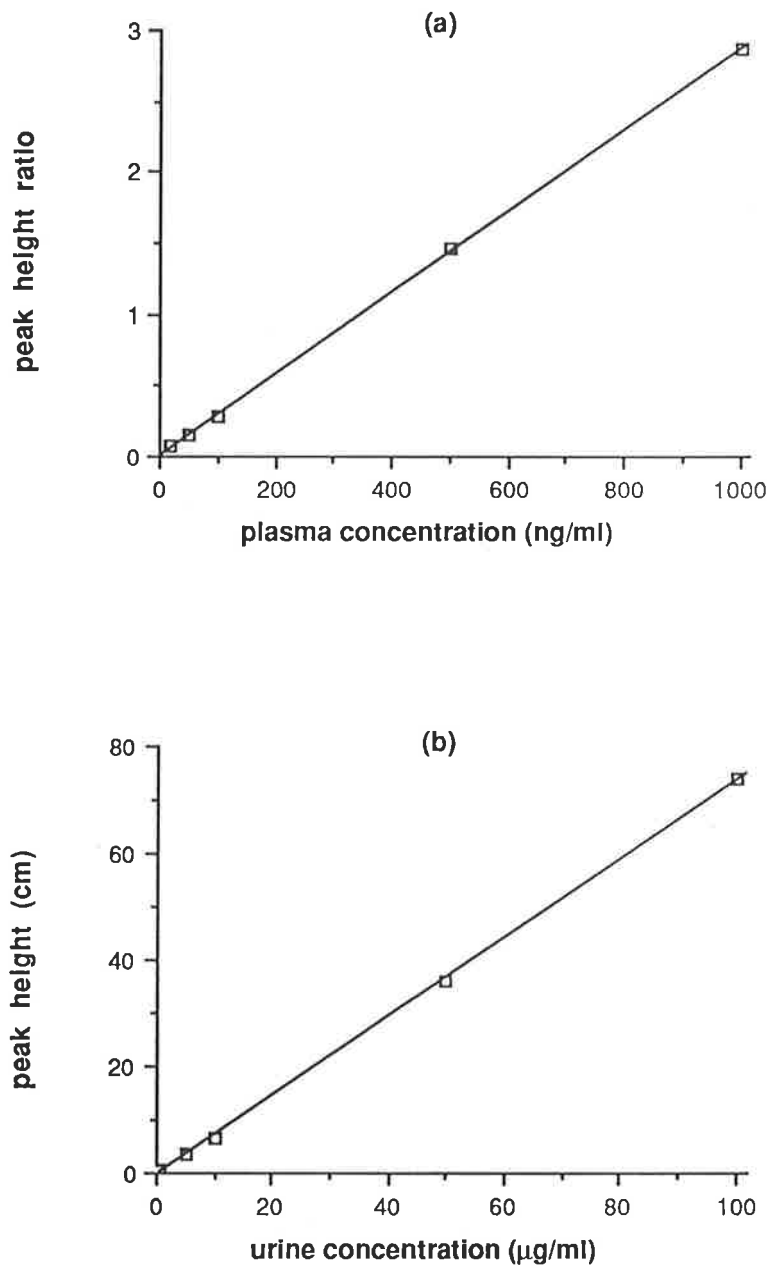 (a)
3
2
1
0
peak height ratio
0 200 400 600 800 1000
plasma concentration (ng/ml)
(b)
80
60
40
20
0
peak height (cm)
0 20 40 60 80 100
urine concentration (μg/ml)